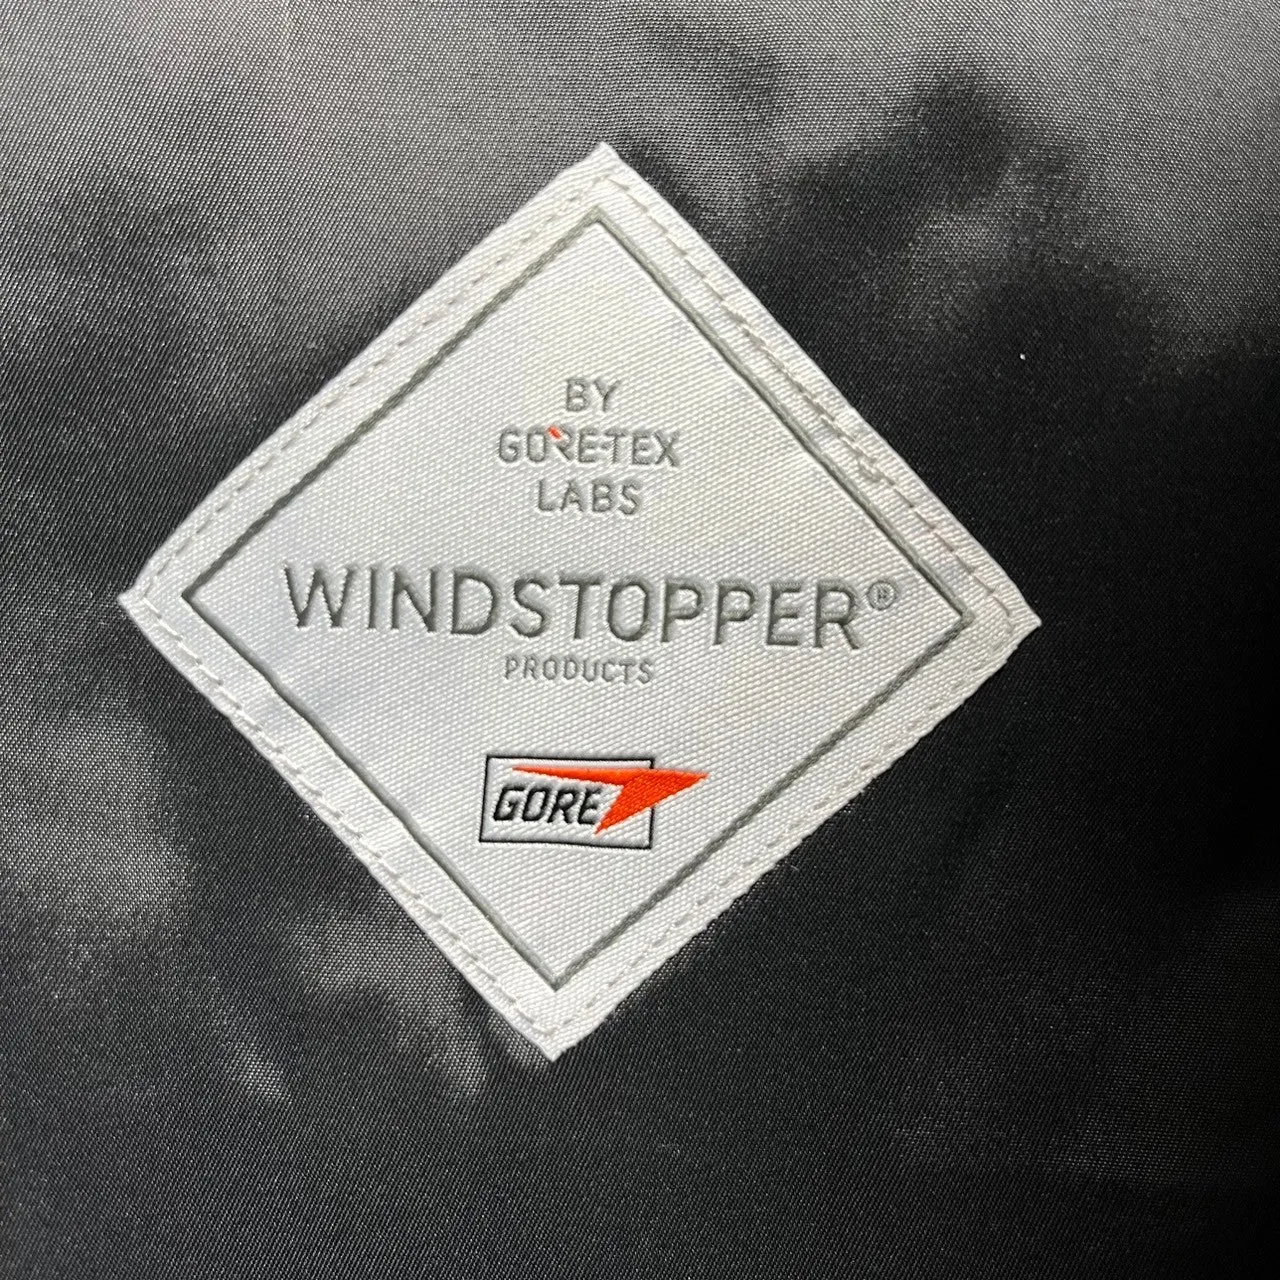 BY
GORE-TEX
LABS
WINDSTOPPER®
PRODUCTS
GORE